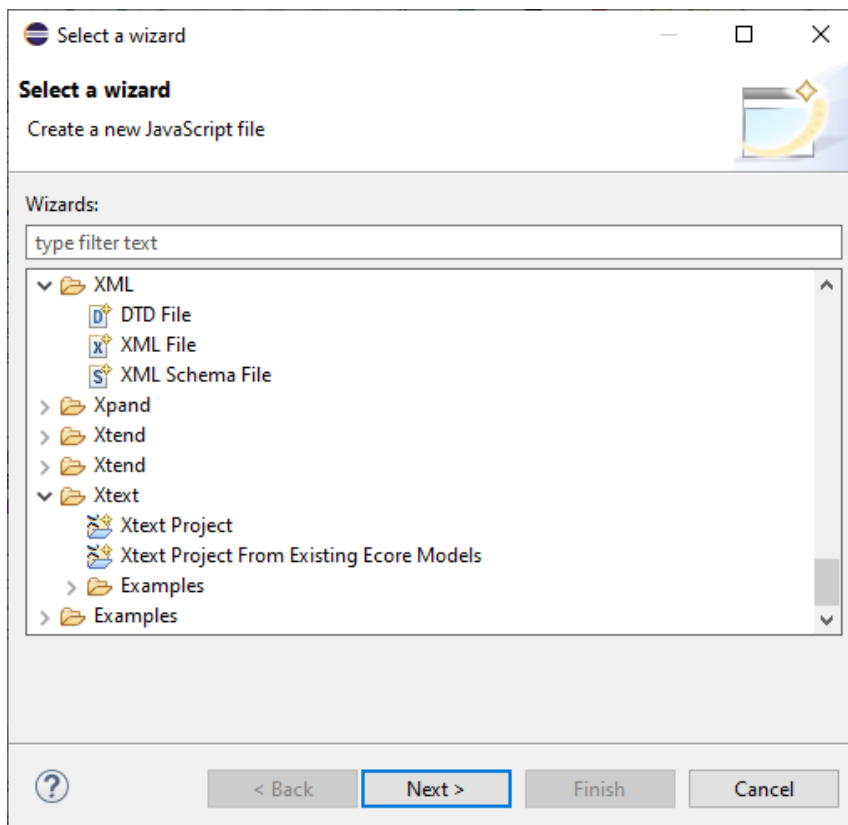 Select a wizard
Select a wizard
Create a new JavaScript file
Wizards:
type filter text
XML
DTD File
XML File
XML Schema File
Xpand
Xtend
Xtend
Xtext
Xtext Project
Xtext Project From Existing Ecore Models
Examples
Examples
< Back Next > Finish Cancel